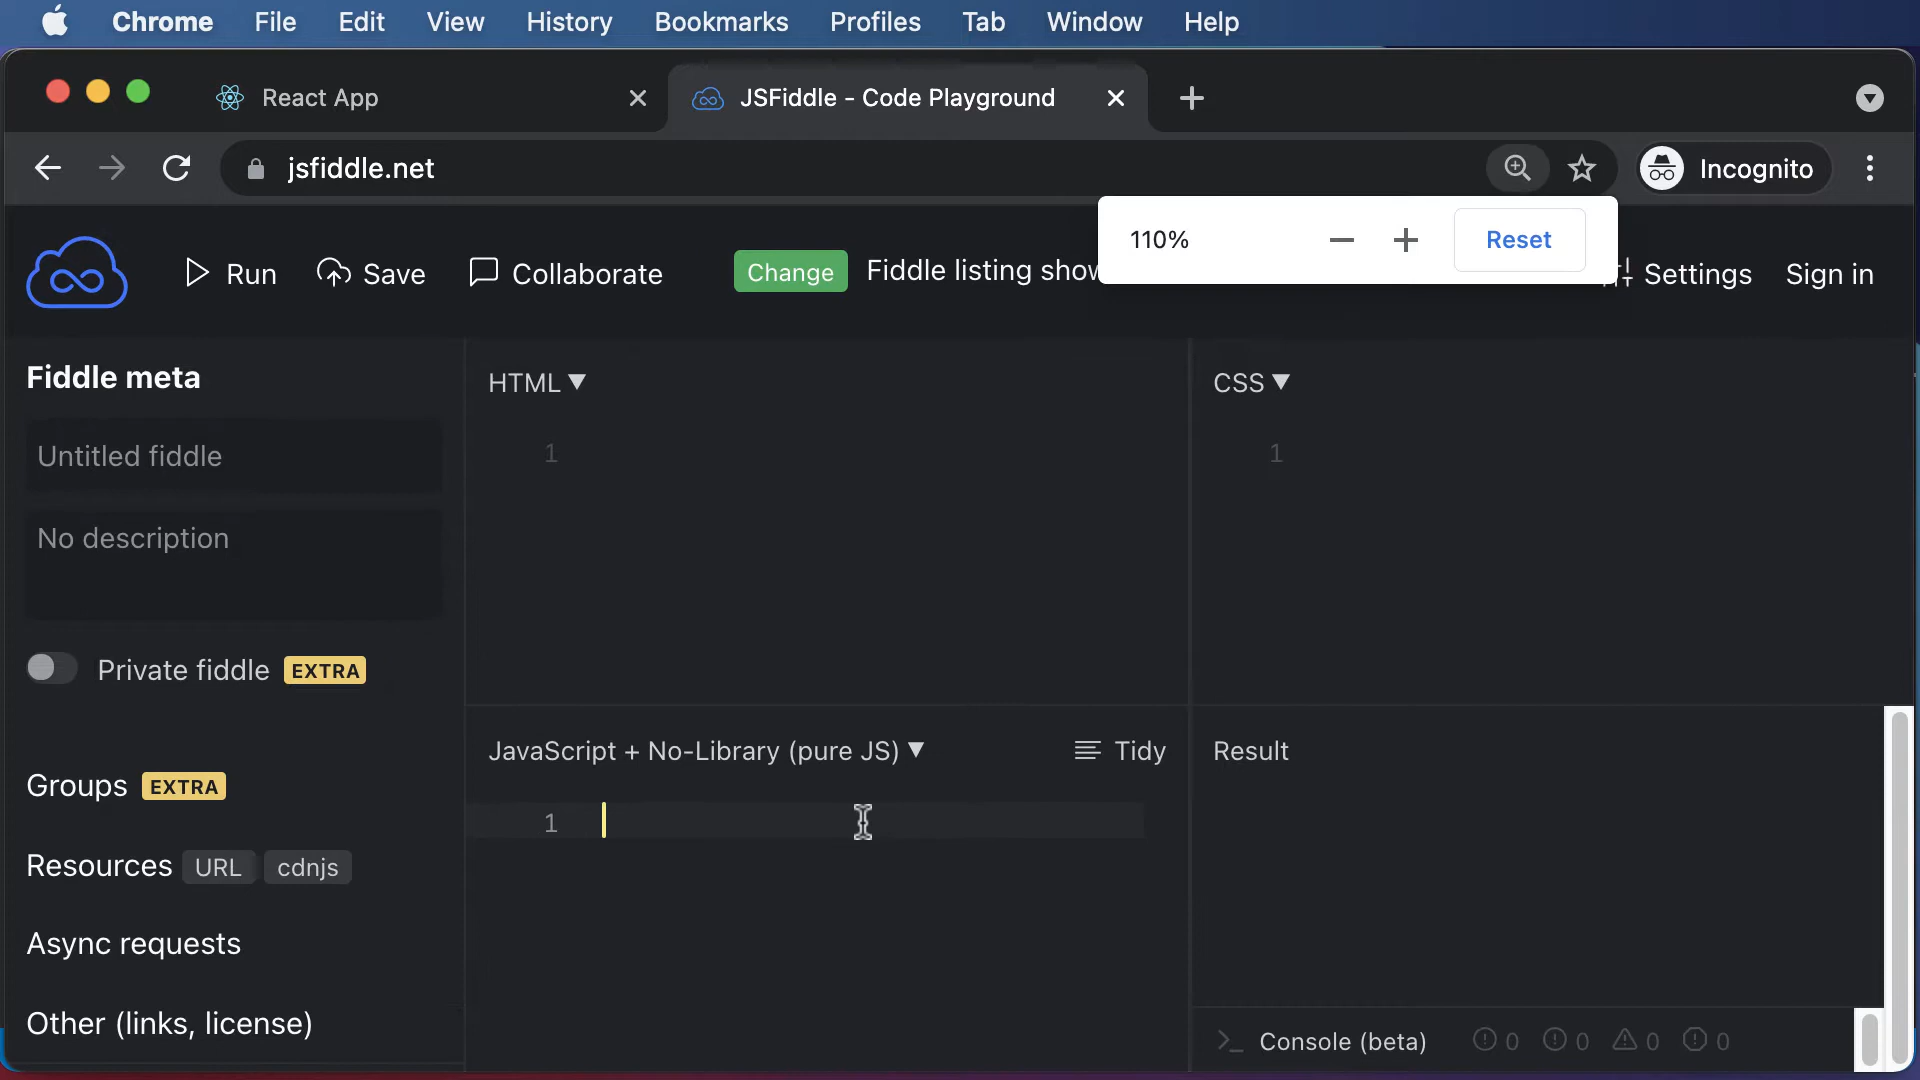 Chrome File Edit View History Bookmarks Profiles Tab Window Help
React App
JSFiddle - Code Playground
jsfiddle.net
Incognito
110%
Reset
Run
Save
Collaborate
Change
Fiddle listing
Settings
Sign in
Fiddle meta
Untitled fiddle
No description
Private fiddle EXTRA
Groups EXTRA
Resources URL cdnjs
Async requests
Other (links, license)
HTML
1
CSS
1
JavaScript + No-Library (pure JS)
Tidy
1
Result
Console (beta) 0 0 0 0